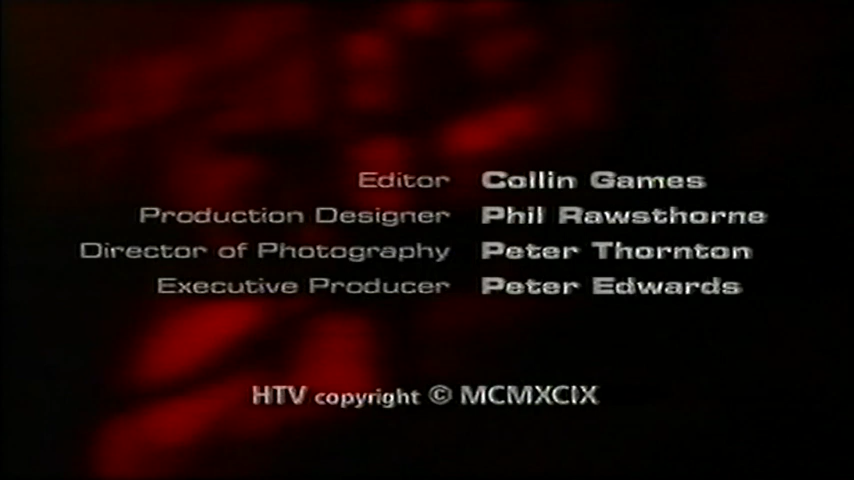 Editor Collin Games
Production Designer Phil Rawsthorne
Director of Photography Peter Thornton
Executive Producer Peter Edwards
HTV copyright © MCMXCIX